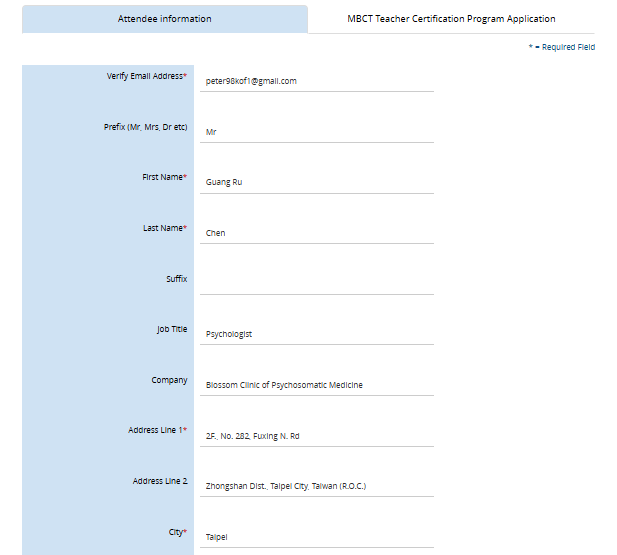 Attendee information
MBCT Teacher Certification Program Application
* = Required Field
Verify Email Address* peter98kof1@gmail.com
Prefix (Mr, Mrs, Dr etc) Mr
First Name* Guang Ru
Last Name* Chen
Suffix
Job Title Psychologist
Company Blossom Clinic of Psychosomatic Medicine
Address Line 1* 2F., No. 282, Fuxing N. Rd
Address Line 2 Zhongshan Dist., Taipei City, Taiwan (R.O.C.)
City* Taipei